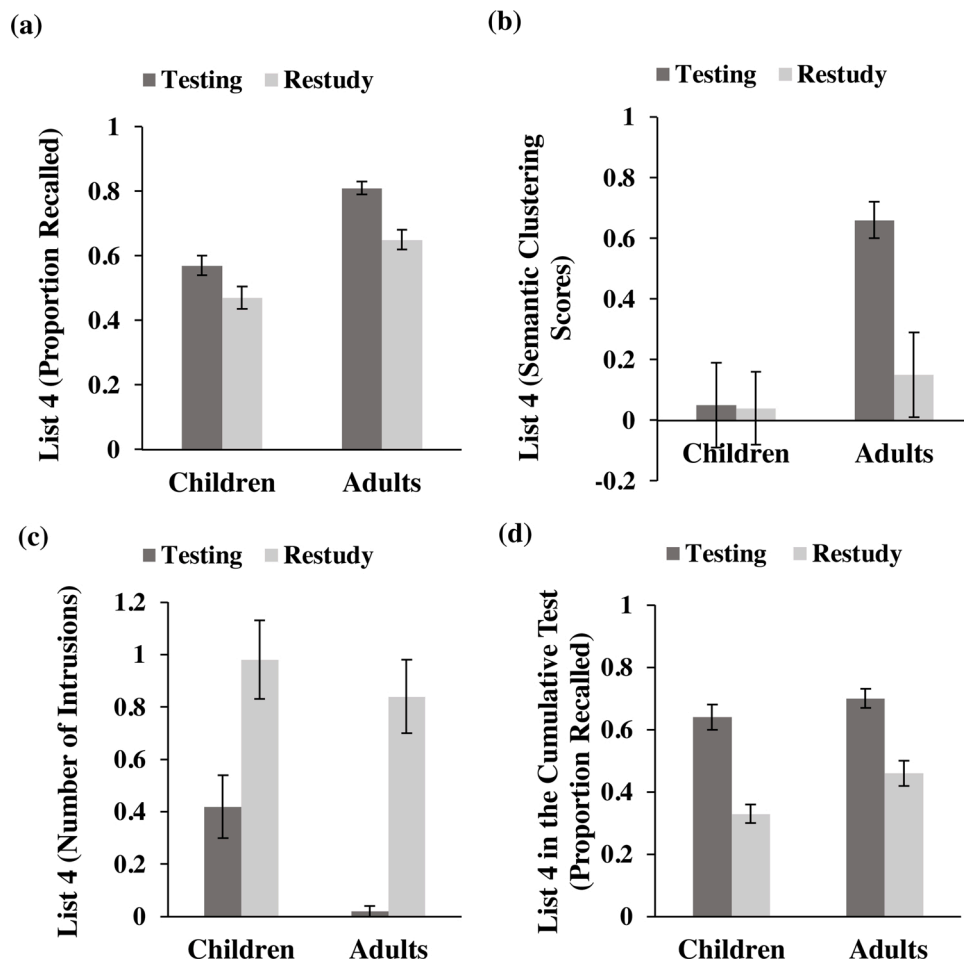 (a)
Testing Restudy
List 4 (Proportion Recalled)
1
0.8
0.6
0.4
0.2
0
Children Adults
(b)
Testing Restudy
List 4 (Semantic Clustering
Scores)
1
0.8
0.6
0.4
0.2
0
-0.2
Children Adults
(c)
Testing Restudy
List 4 (Number of Intrusions)
1.2
1
0.8
0.6
0.4
0.2
0
Children Adults
(d)
Testing Restudy
List 4 in the Cumulative Test
(Proportion Recalled)
1
0.8
0.6
0.4
0.2
0
Children Adults